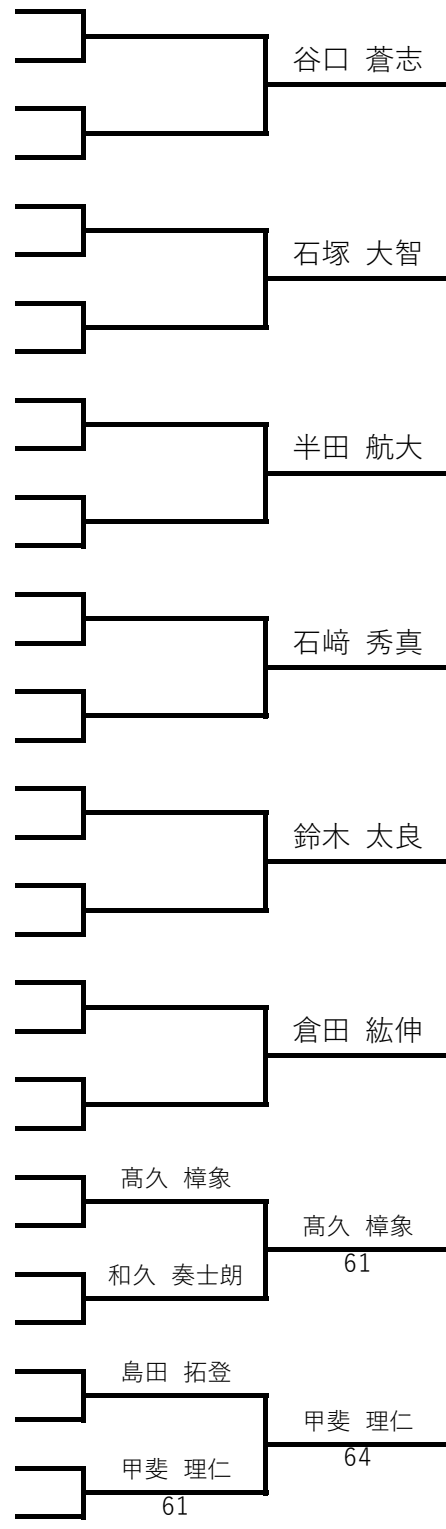 谷口 蒼志
石塚 大智
半田 航大
石﨑 秀真
鈴木 太良
倉田 紘伸
髙久 樟象
髙久 樟象
61
和久 奏士朗
島田 拓登
甲斐 理仁
64
甲斐 理仁
61